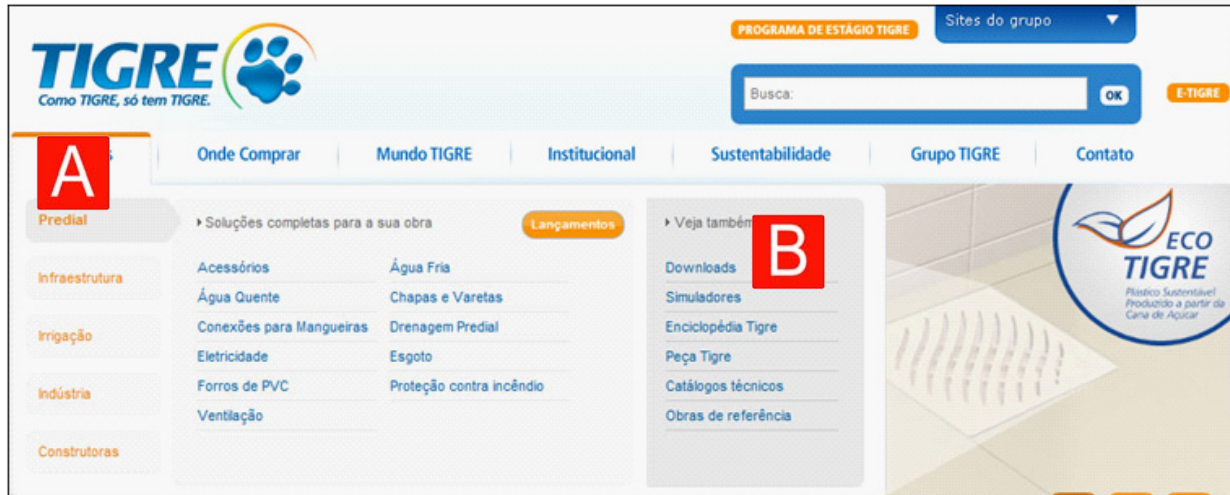 PROGRAMA DE ESTÁGIO TIGRE
Sites do grupo
TIGRE
Como TIGRE, só tem TIGRE.
Busca:
OK
E-TIGRE
A
Onde Comprar
Mundo TIGRE
Institucional
Sustentabilidade
Grupo TIGRE
Contato
Predial
Infraestrutura
Irrigação
Indústria
Construtoras
Soluções completas para a sua obra
Lançamentos
Acessórios
Água Quente
Conexões para Mangueiras
Eletricidade
Forros de PVC
Ventilação
Água Fria
Chapas e Varetas
Drenagem Predial
Esgoto
Proteção contra incêndio
Veja também
B
Downloads
Simuladores
Enciclopédia Tigre
Peça Tigre
Catálogos técnicos
Obras de referência
ECO
TIGRE
Plástico Sustentável
Produzido a partir da
Cana de Açúcar